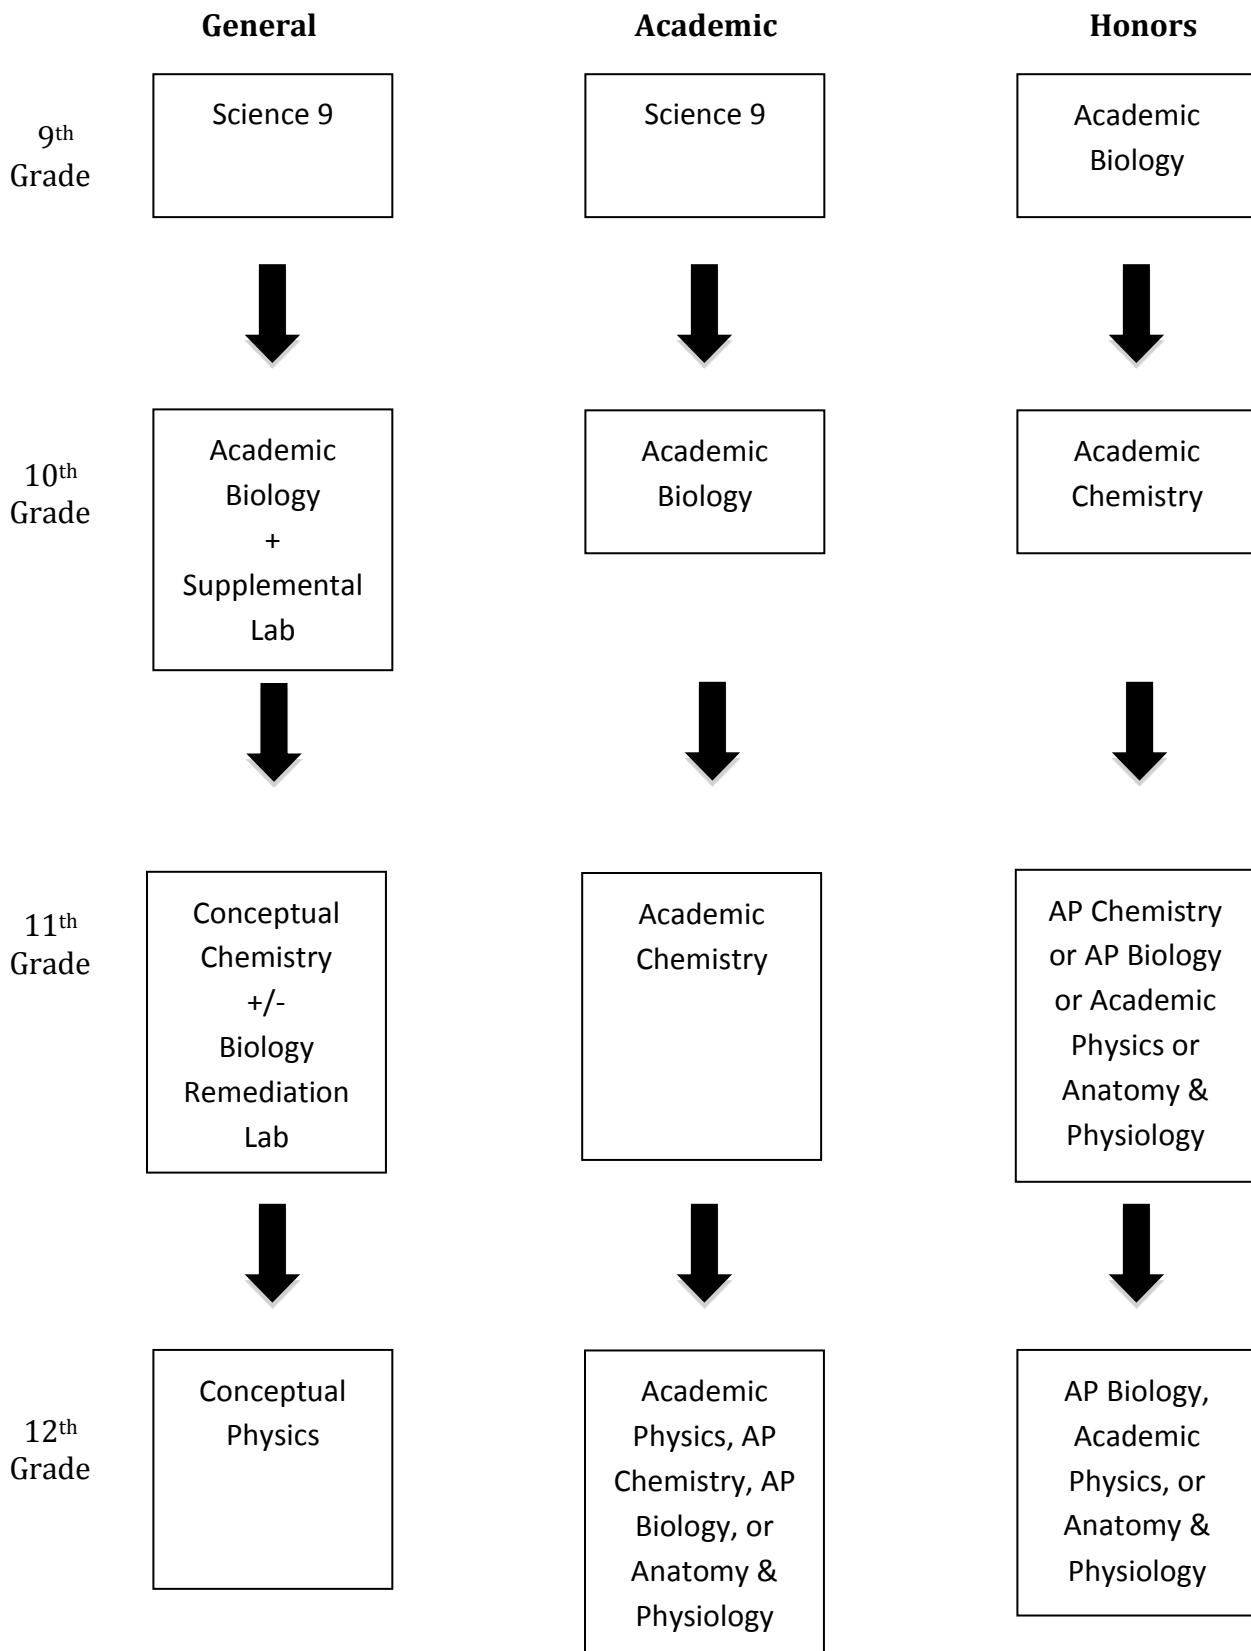 General Academic Honors
9th
Grade
Science 9
Science 9
Academic
Biology
10th
Grade
Academic
Biology
+
Supplemental
Lab
Academic
Biology
Academic
Chemistry
11th
Grade
Conceptual
Chemistry
+/-
Biology
Remediation
Lab
Academic
Chemistry
AP Chemistry
or AP Biology
or Academic
Physics or
Anatomy &
Physiology
12th
Grade
Conceptual
Physics
Academic
Physics, AP
Chemistry, AP
Biology, or
Anatomy &
Physiology
AP Biology,
Academic
Physics, or
Anatomy &
Physiology